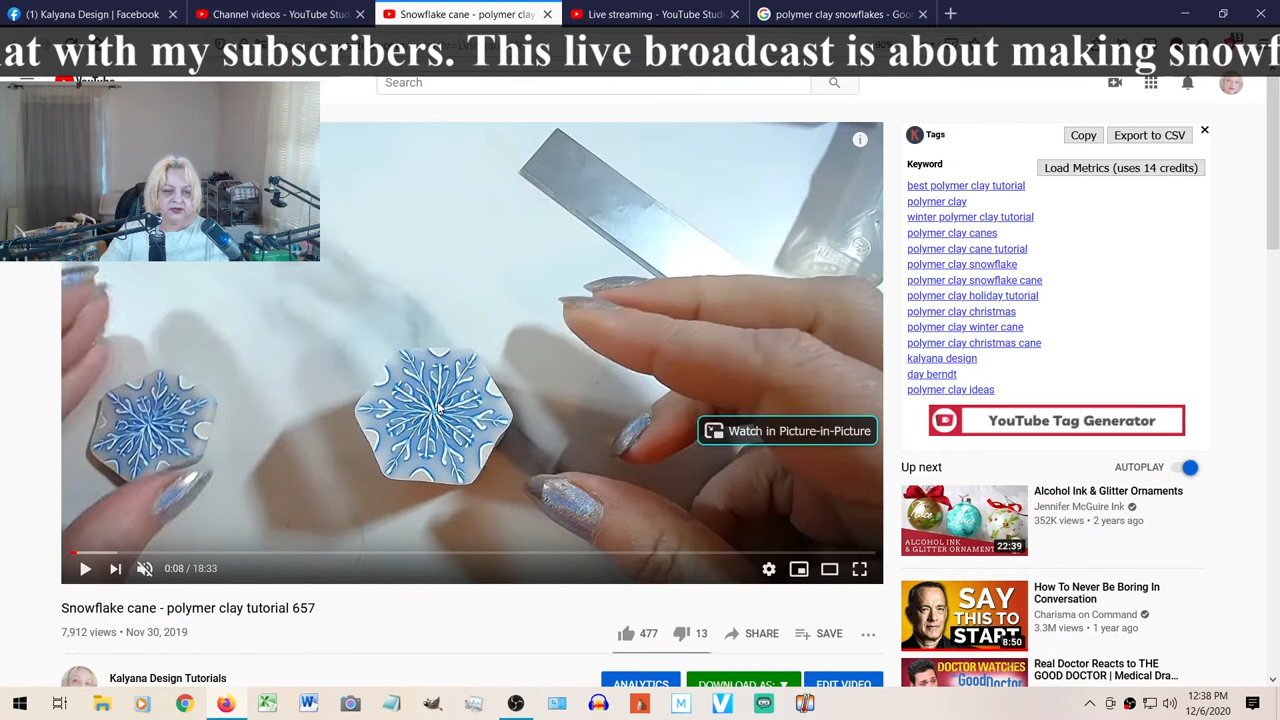 (1) Kalyana Design | Facebook
Channel videos - YouTube Studio
Snowflake cane - polymer clay
Live streaming - YouTube Studio
polymer clay snowflakes - Goo
at with my subscribers. This live broadcast is about making snowf
Search
15
Tags
Copy
Export to CSV
Keyword
Load Metrics (uses 14 credits)
best polymer clay tutorial
polymer clay
winter polymer clay tutorial
polymer clay canes
polymer clay cane tutorial
polymer clay snowflake
polymer clay snowflake cane
polymer clay holiday tutorial
polymer clay christmas
polymer clay winter cane
polymer clay christmas cane
kalyana design
day berndt
polymer clay ideas
YouTube Tag Generator
Watch in Picture-in-Picture
0:08 / 18:33
Snowflake cane - polymer clay tutorial 657
7,912 views • Nov 30, 2019
477
13
SHARE
SAVE
Kalyana Design Tutorials
ANALYTICS
DOWNLOAD AS:
EDIT VIDEO
Up next
AUTOPLAY
ALCOHOL INK
& GLITTER ORNAMENTS
22:39
Alcohol Ink & Glitter Ornaments
Jennifer McGuire Ink
352K views • 2 years ago
SAY
THIS TO
START
8:50
How To Never Be Boring In
Conversation
Charisma on Command
3.3M views • 1 year ago
DOCTOR WATCHES
Good Doctor
Real Doctor Reacts to THE
GOOD DOCTOR | Medical Dra...
12:38 PM
12/6/2020